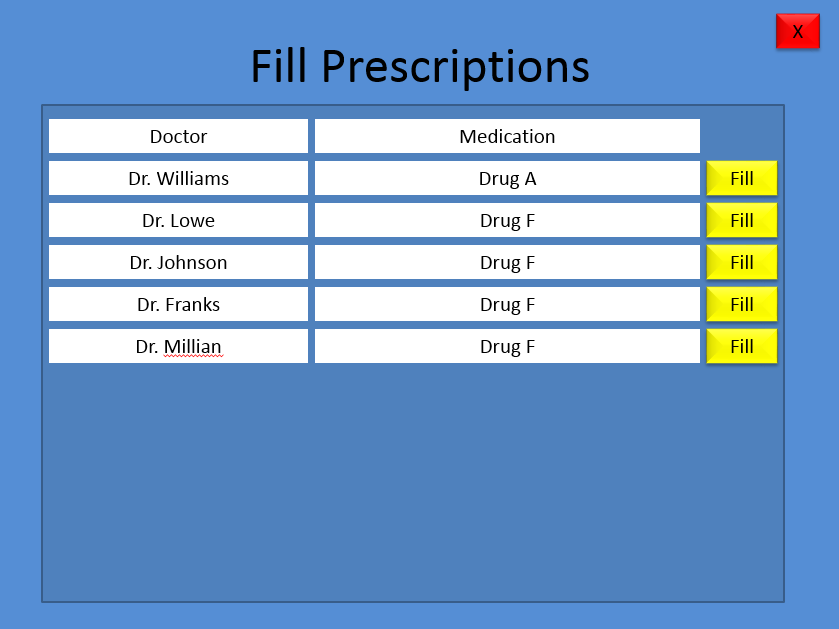 X
Fill Prescriptions
Doctor Medication
Dr. Williams Drug A Fill
Dr. Lowe Drug F Fill
Dr. Johnson Drug F Fill
Dr. Franks Drug F Fill
Dr. Millian Drug F Fill